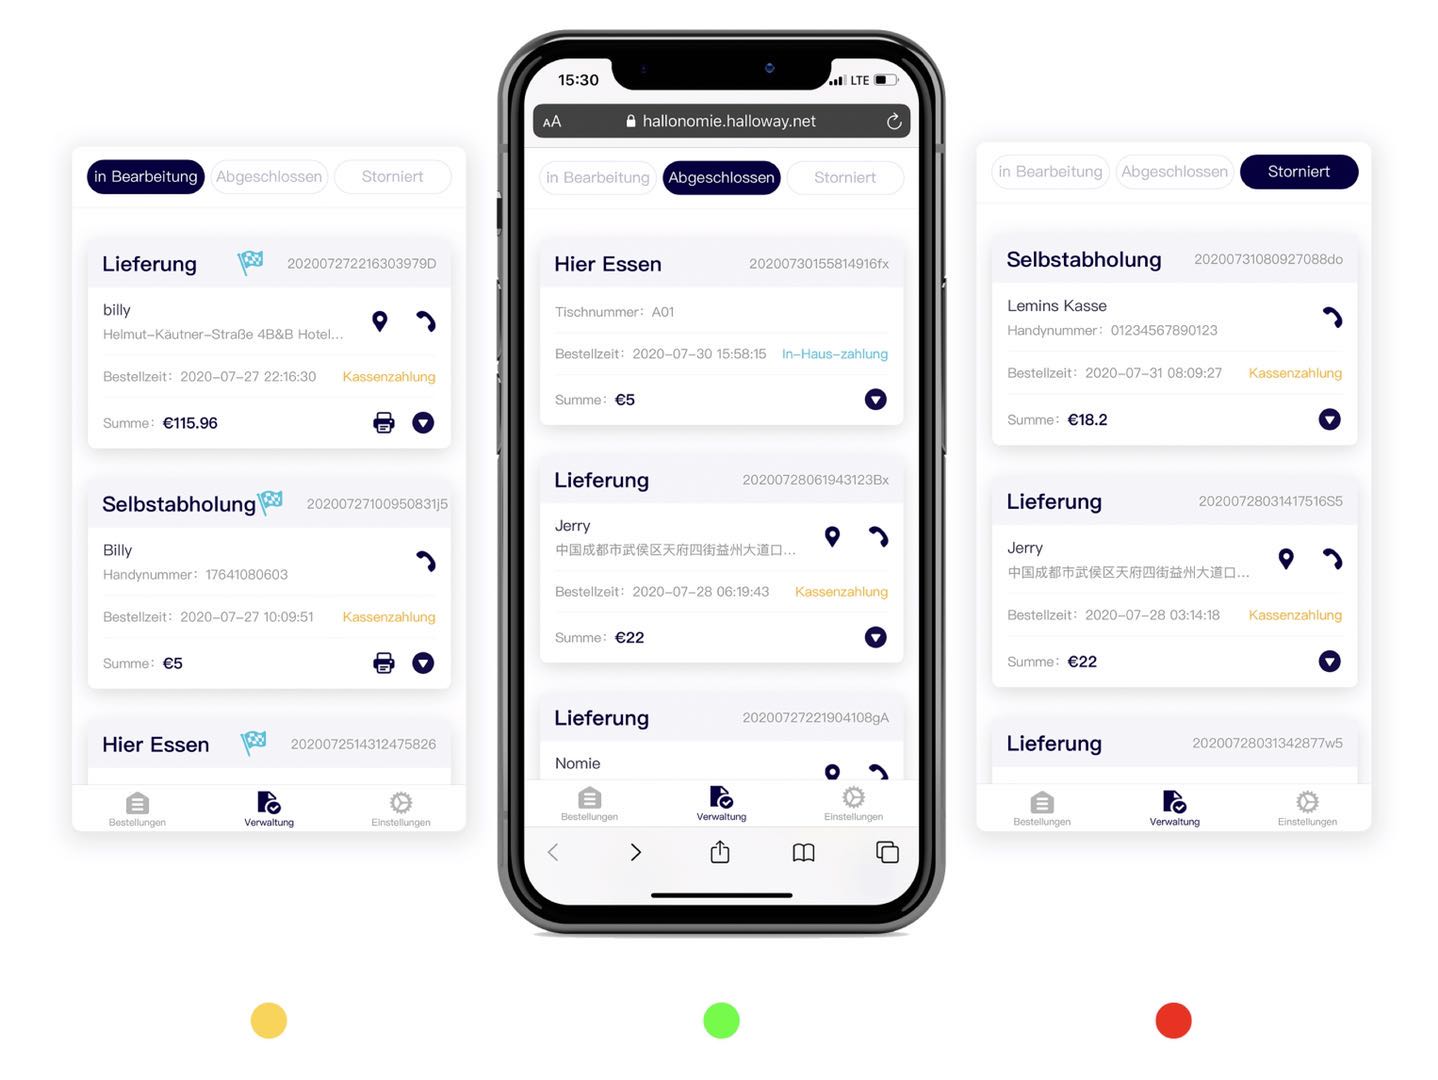 in Bearbeitung Abgeschlossen Storniert
Lieferung 202007272216303979D
billy
Helmut-Käutner-Straße 4B&B Hotel...
Bestellzeit: 2020-07-27 22:16:30 Kassenzahlung
Summe: €115.96
Selbstabholung 2020072710095083​1j5
Billy
Handynummer: 17641080603
Bestellzeit: 2020-07-27 10:09:51 Kassenzahlung
Summe: €5
Hier Essen 2020072514312475826
Bestellungen Verwaltung Einstellungen
15:30 LTE
AA hallonomie.halloway.net
in Bearbeitung Abgeschlossen Storniert
Hier Essen 20200730155814916fx
Tischnummer: A01
Bestellzeit: 2020-07-30 15:58:15 In-Haus-zahlung
Summe: €5
Lieferung 20200728061943123Bx
Jerry
中国成都市武侯区天府四街益州大道口...
Bestellzeit: 2020-07-28 06:19:43 Kassenzahlung
Summe: €22
Lieferung 20200727221904108gA
Nomie
Bestellungen Verwaltung Einstellungen
in Bearbeitung Abgeschlossen Storniert
Selbstabholung 20200731080927088do
Lemins Kasse
Handynummer: 01234567890123
Bestellzeit: 2020-07-31 08:09:27 Kassenzahlung
Summe: €18.2
Lieferung 20200728031417516S5
Jerry
中国成都市武侯区天府四街益州大道口...
Bestellzeit: 2020-07-28 03:14:18 Kassenzahlung
Summe: €22
Lieferung 20200728031342877w5
Bestellungen Verwaltung Einstellungen